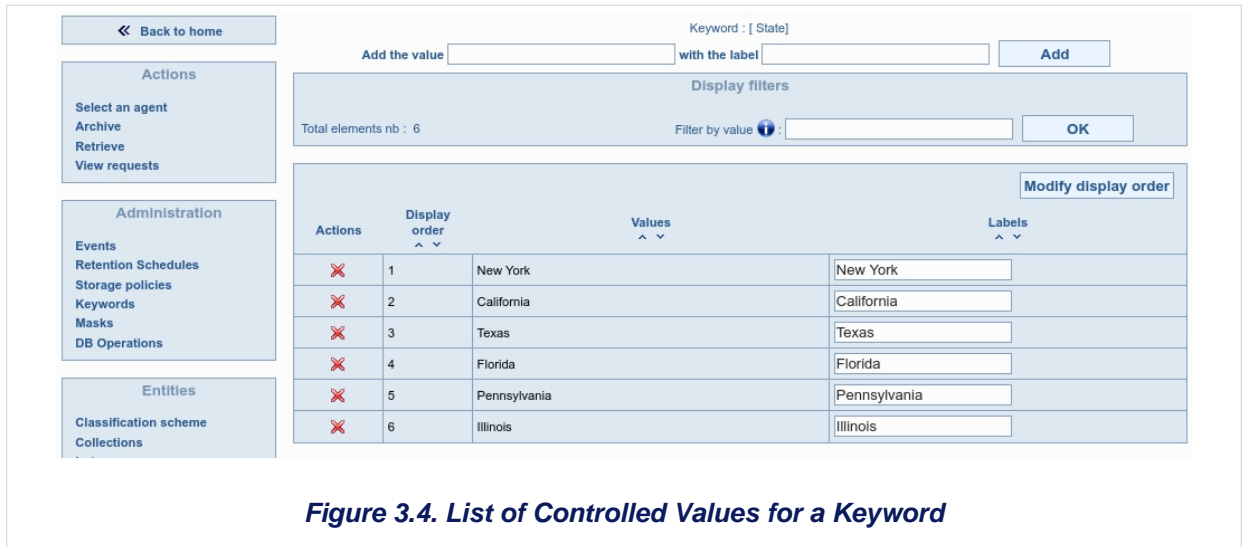 Back to home
Actions
Select an agent
Archive
Retrieve
View requests
Administration
Events
Retention Schedules
Storage policies
Keywords
Masks
DB Operations
Entities
Classification scheme
Collections
Keyword : [ State]
Add the value with the label Add
Display filters
Total elements nb : 6 Filter by value : OK
Modify display order
Actions Display order Values Labels
1 New York New York
2 California California
3 Texas Texas
4 Florida Florida
5 Pennsylvania Pennsylvania
6 Illinois Illinois
Figure 3.4. List of Controlled Values for a Keyword